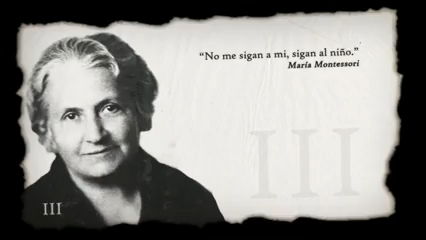 “No me sigan a mi, sigan al niño.”
María Montessori
III
III